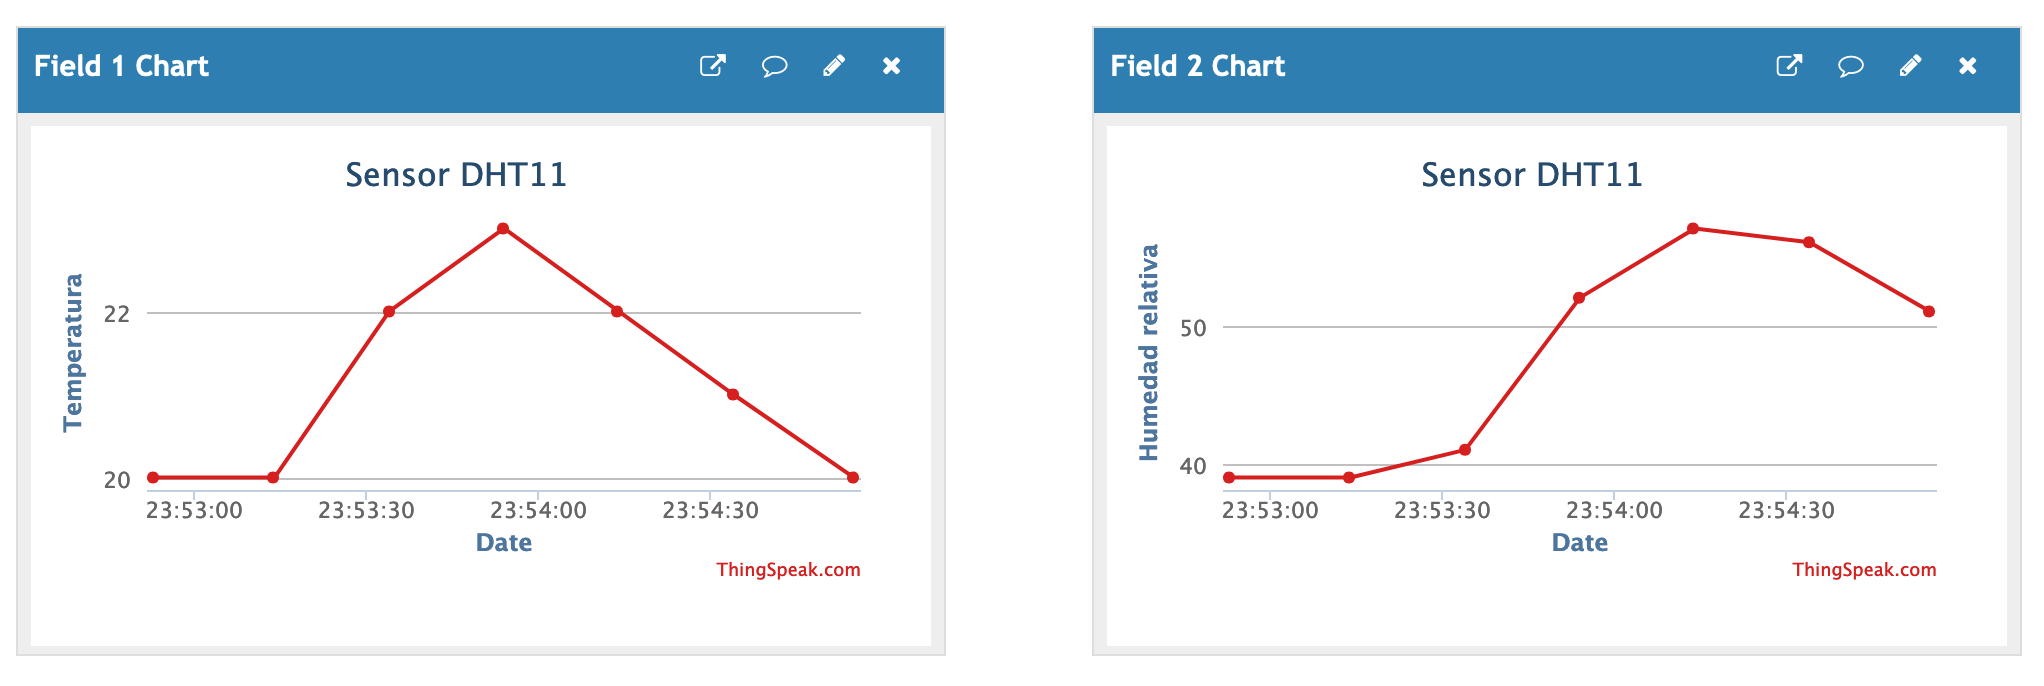 Field 1 Chart
Sensor DHT11
Temperatura
22
20
23:53:00 23:53:30 23:54:00 23:54:30
Date
ThingSpeak.com
Field 2 Chart
Sensor DHT11
Humedad relativa
50
40
23:53:00 23:53:30 23:54:00 23:54:30
Date
ThingSpeak.com